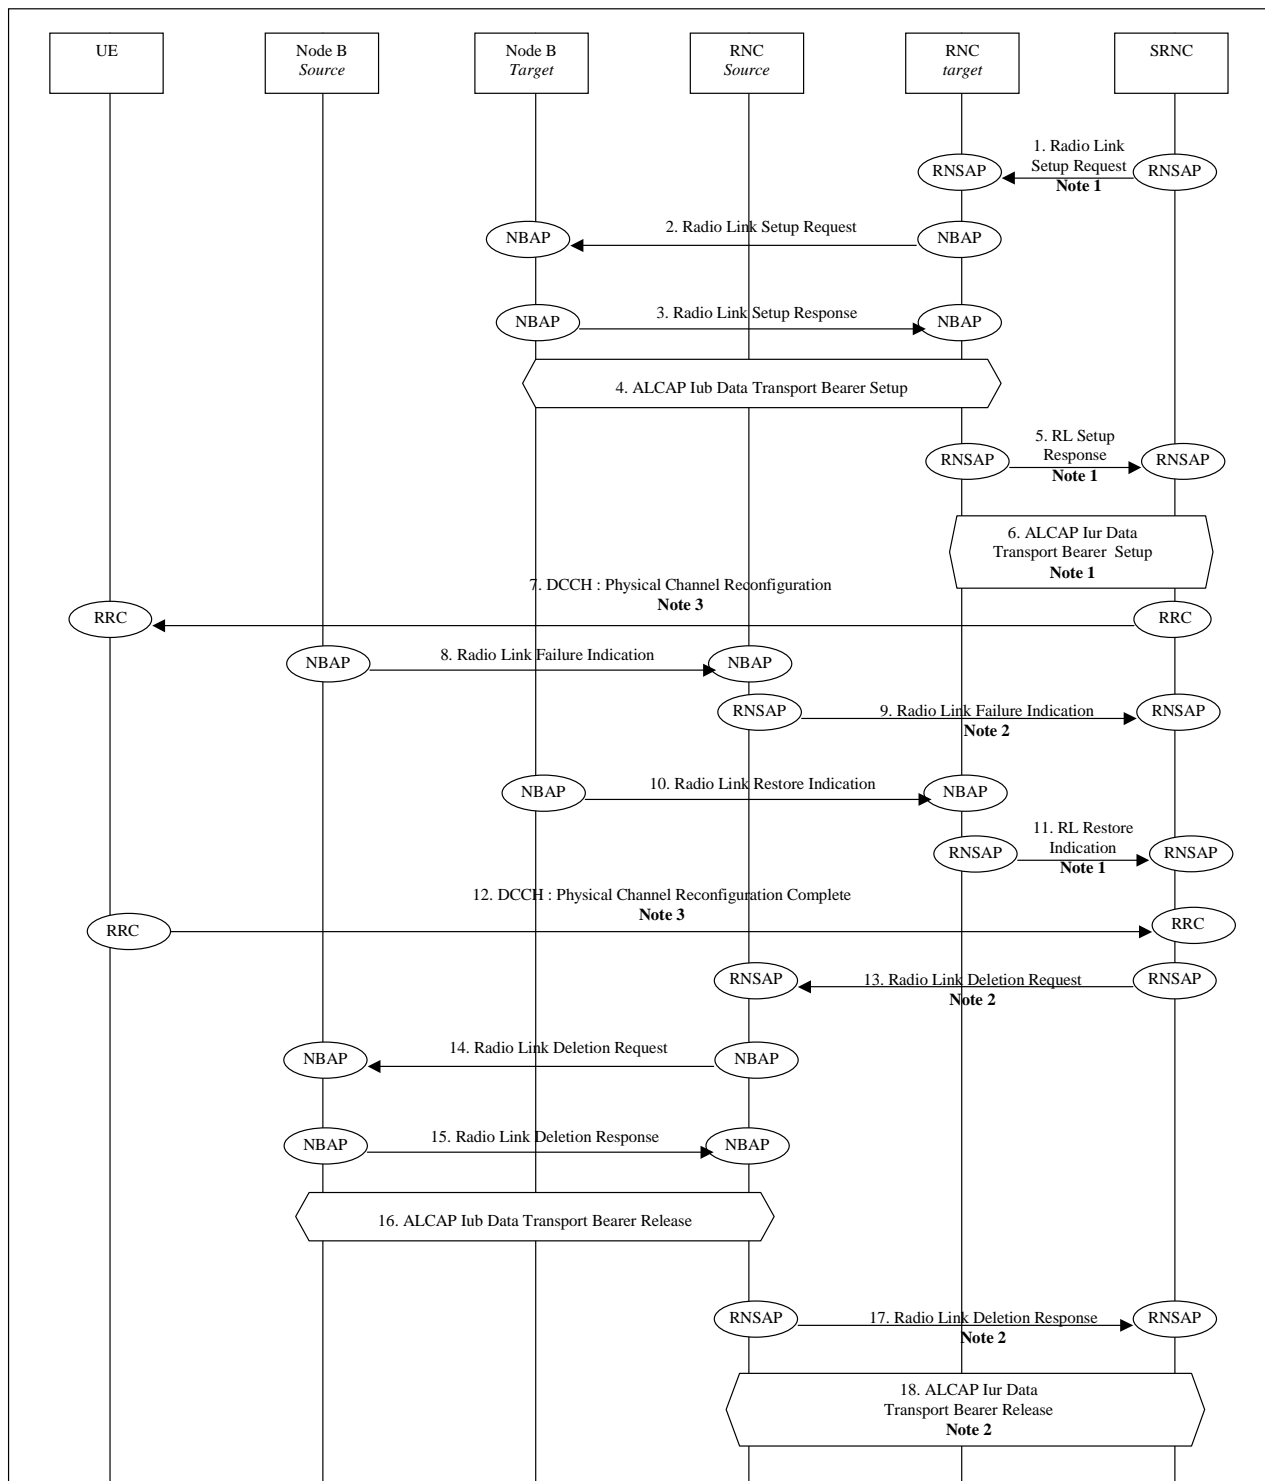 UE
Node B
Source
Node B
Target
RNC
Source
RNC
target
SRNC
1. Radio Link
Setup Request
Note 1
RNSAP
RNSAP
2. Radio Link Setup Request
NBAP
NBAP
3. Radio Link Setup Response
NBAP
NBAP
4. ALCAP Iub Data Transport Bearer Setup
5. RL Setup
Response
Note 1
RNSAP
RNSAP
6. ALCAP Iur Data
Transport Bearer Setup
Note 1
7. DCCH : Physical Channel Reconfiguration
Note 3
RRC
RRC
8. Radio Link Failure Indication
NBAP
NBAP
9. Radio Link Failure Indication
Note 2
RNSAP
RNSAP
10. Radio Link Restore Indication
NBAP
NBAP
11. RL Restore
Indication
Note 1
RNSAP
RNSAP
12. DCCH : Physical Channel Reconfiguration Complete
Note 3
RRC
RRC
13. Radio Link Deletion Request
Note 2
RNSAP
RNSAP
14. Radio Link Deletion Request
NBAP
NBAP
15. Radio Link Deletion Response
NBAP
NBAP
16. ALCAP Iub Data Transport Bearer Release
17. Radio Link Deletion Response
Note 2
RNSAP
RNSAP
18. ALCAP Iur Data
Transport Bearer Release
Note 2